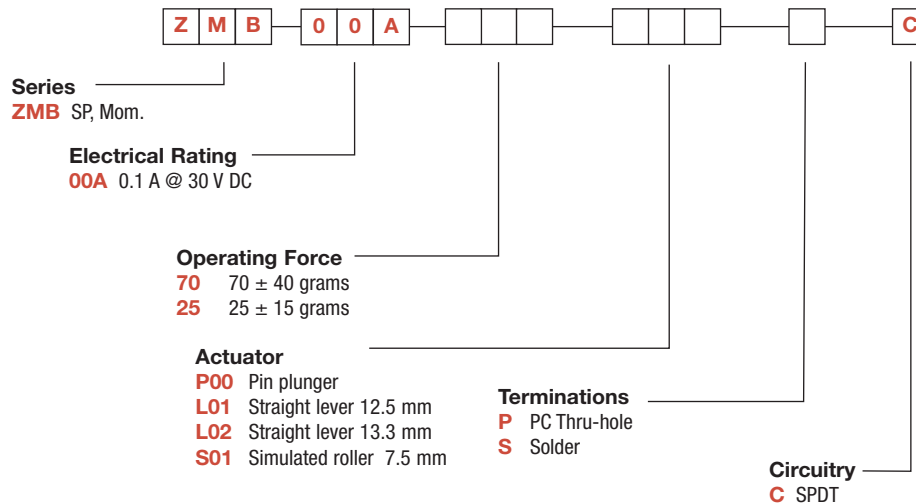 Z M B 0 0 A C
Series
ZMB SP, Mom.
Electrical Rating
00A 0.1 A @ 30 V DC
Operating Force
70 70 ± 40 grams
25 25 ± 15 grams
Actuator
P00 Pin plunger
L01 Straight lever 12.5 mm
L02 Straight lever 13.3 mm
S01 Simulated roller 7.5 mm
Terminations
P PC Thru-hole
S Solder
Circuitry
C SPDT